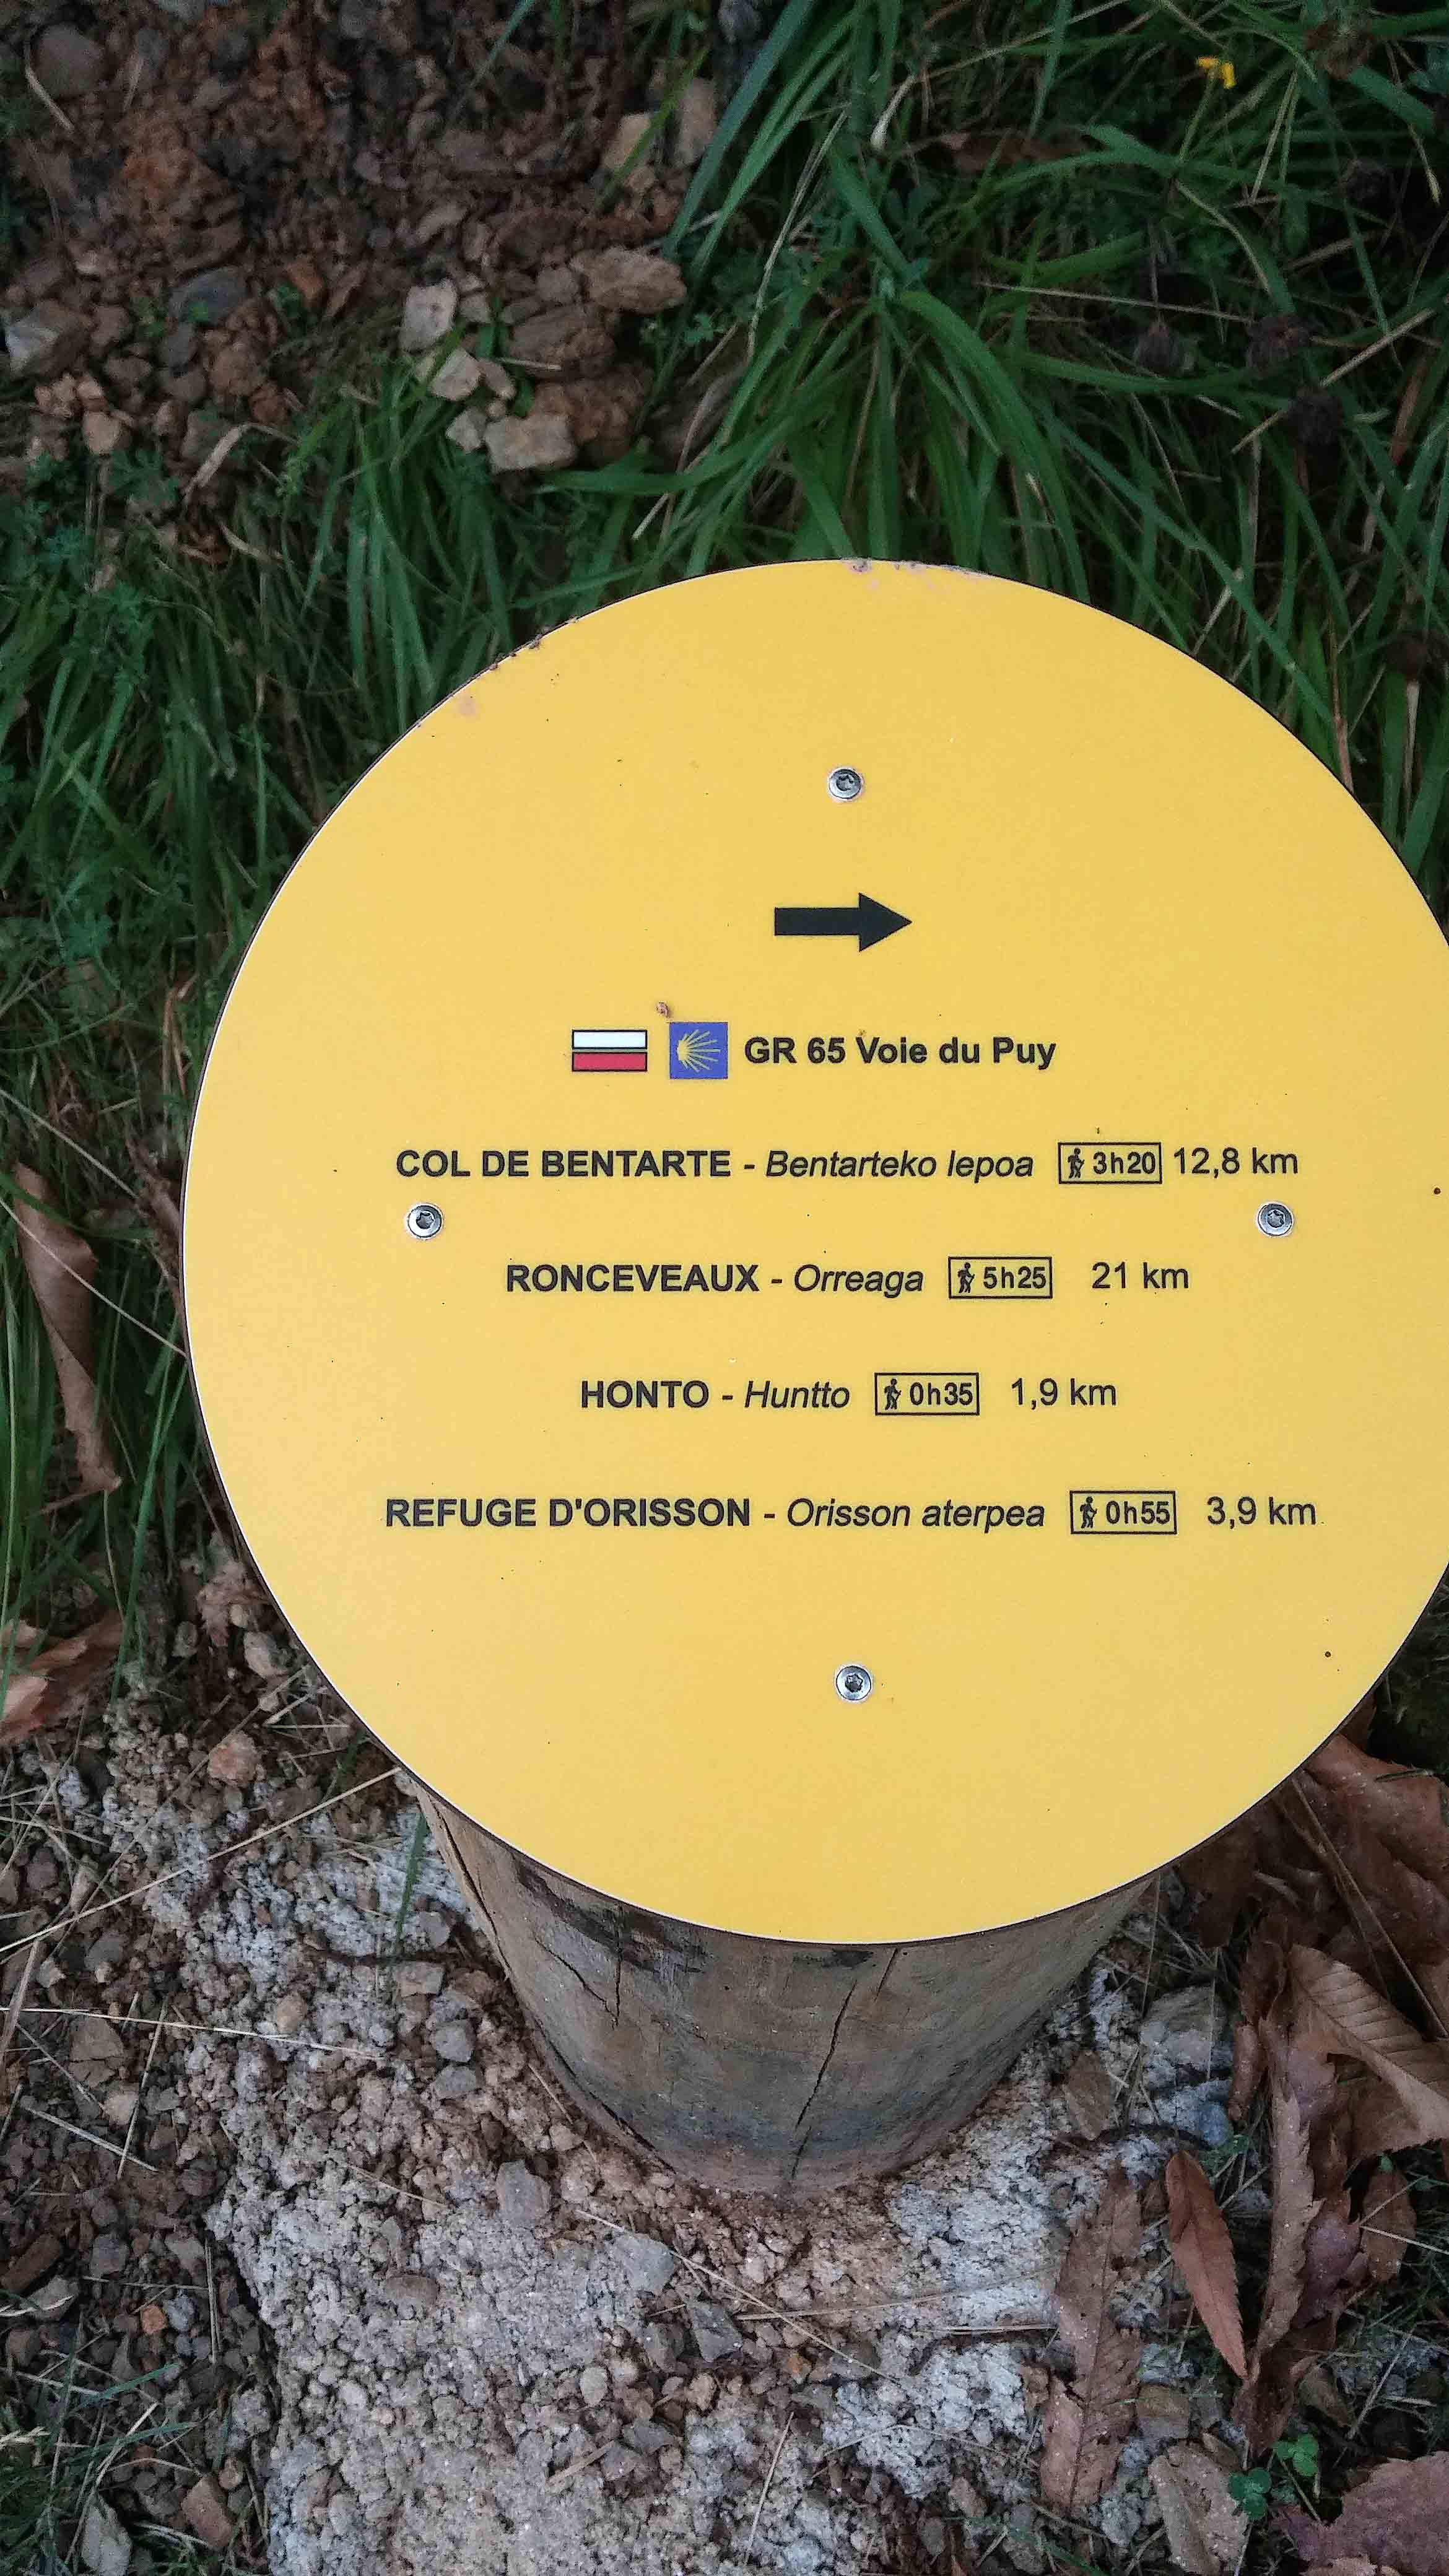 GR 65 Voie du Puy
COL DE BENTARTE - Bentarteko lepoa 3h20 12,8 km
RONCEVEAUX - Orreaga 5h25 21 km
HONTO - Huntto 0h35 1,9 km
REFUGE D'ORISSON - Orisson aterpea 0h55 3,9 km